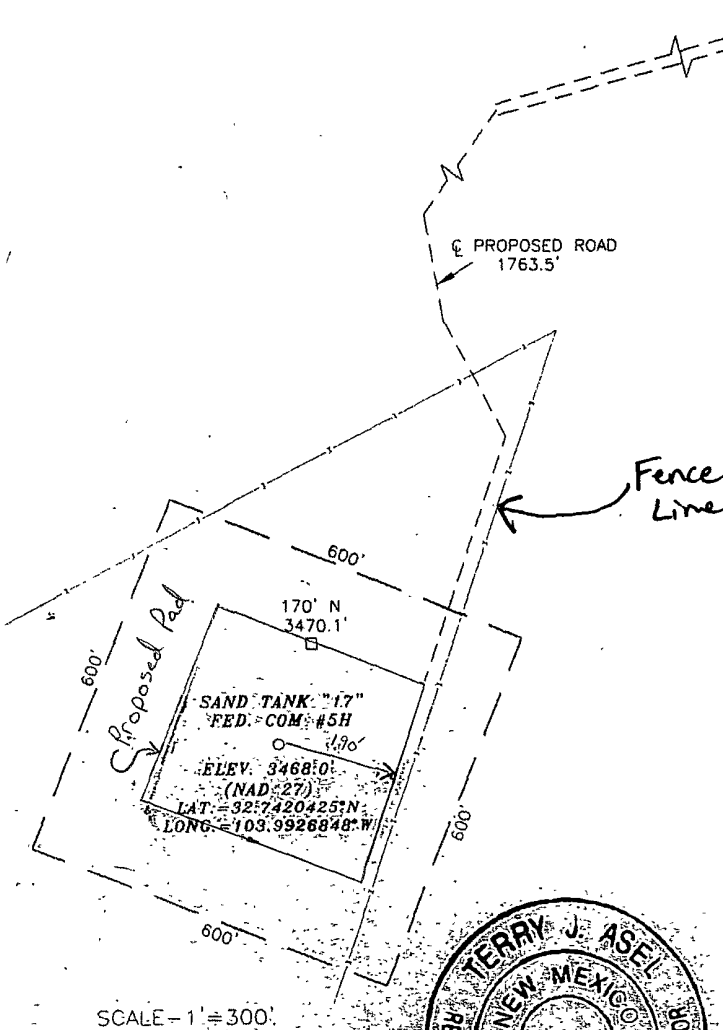 ℄ PROPOSED ROAD
1763.5'
Fence
Line
600'
170' N
3470.1'
600'
Proposed Pad
SAND TANK "17"
FED. COM #5H
190'
ELEV. 3468.0'
(NAD 27)
LAT.=32.7420425°N
LONG.=103.9926848°W
600'
600'
TERRY J. ASEL
NEW MEXICO
SCALE-1"=300'